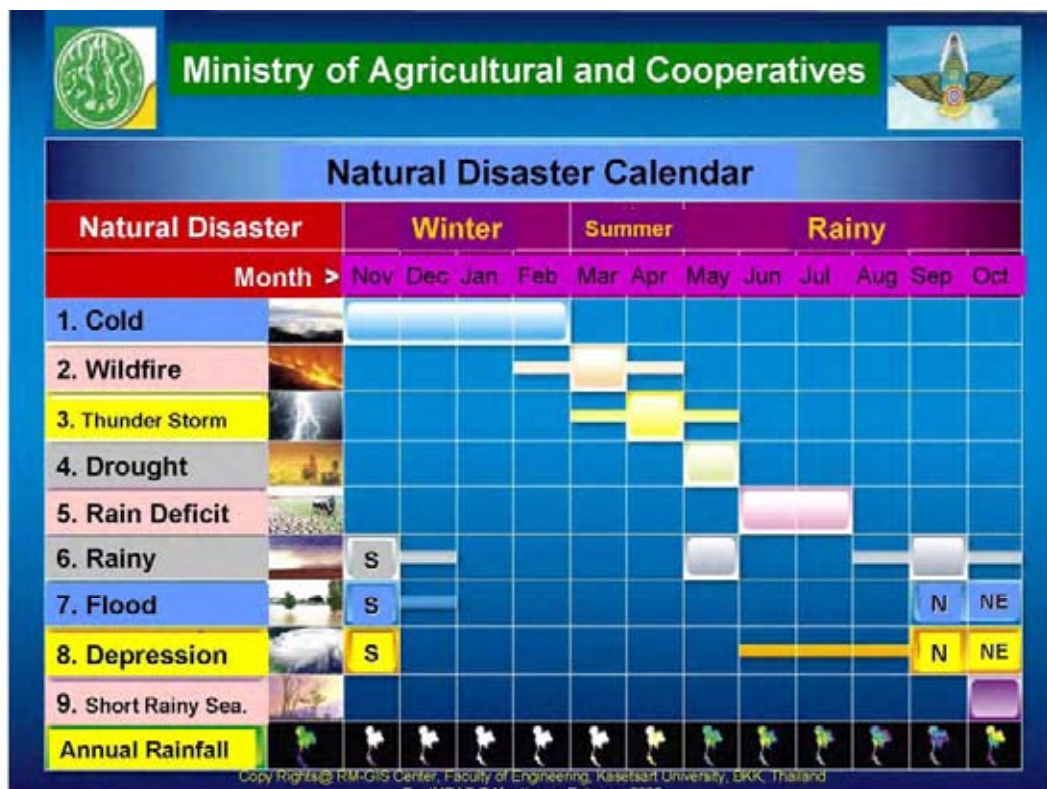 Ministry of Agricultural and Cooperatives
Natural Disaster Calendar
Natural Disaster Winter Summer Rainy
Month > Nov Dec Jan Feb Mar Apr May Jun Jul Aug Sep Oct
1. Cold
2. Wildfire
3. Thunder Storm
4. Drought
5. Rain Deficit
6. Rainy S
7. Flood S N NE
8. Depression S N NE
9. Short Rainy Sea.
Annual Rainfall
Copy Rights@ RM-GIS Center, Faculty of Engineering, Kasetsart University, BKK, Thailand